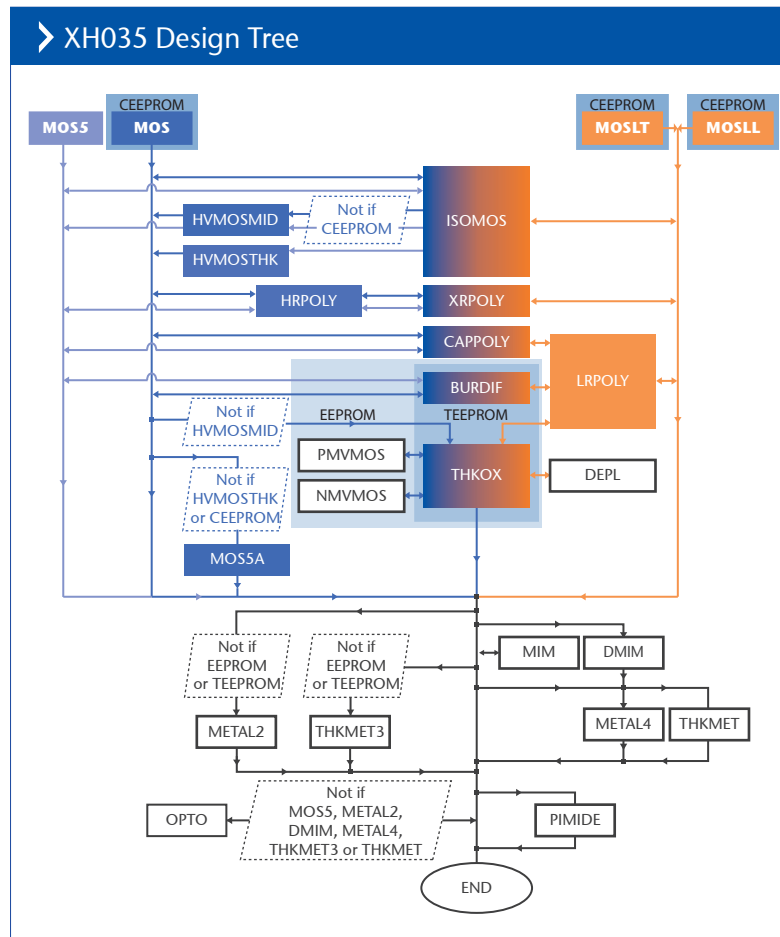 XH035 Design Tree
CEEPROM
MOS5
MOS
CEEPROM
MOSLT
CEEPROM
MOSLL
ISOMOS
Not if
CEEPROM
HVMOSMID
HVMOSTHK
HRPOLY
XRPOLY
CAPPOLY
LRPOLY
BURDIF
Not if
HVMOSMID
EEPROM
TEEPROM
PMVMOS
THKOX
DEPL
NMVMOS
Not if
HVMOSTHK
or CEEPROM
MOS5A
Not if
EEPROM
or TEEPROM
Not if
EEPROM
or TEEPROM
MIM
DMIM
METAL2
THKMET3
METAL4
THKMET
Not if
MOS5, METAL2,
DMIM, METAL4,
THKMET3 or THKMET
OPTO
PIMIDE
END